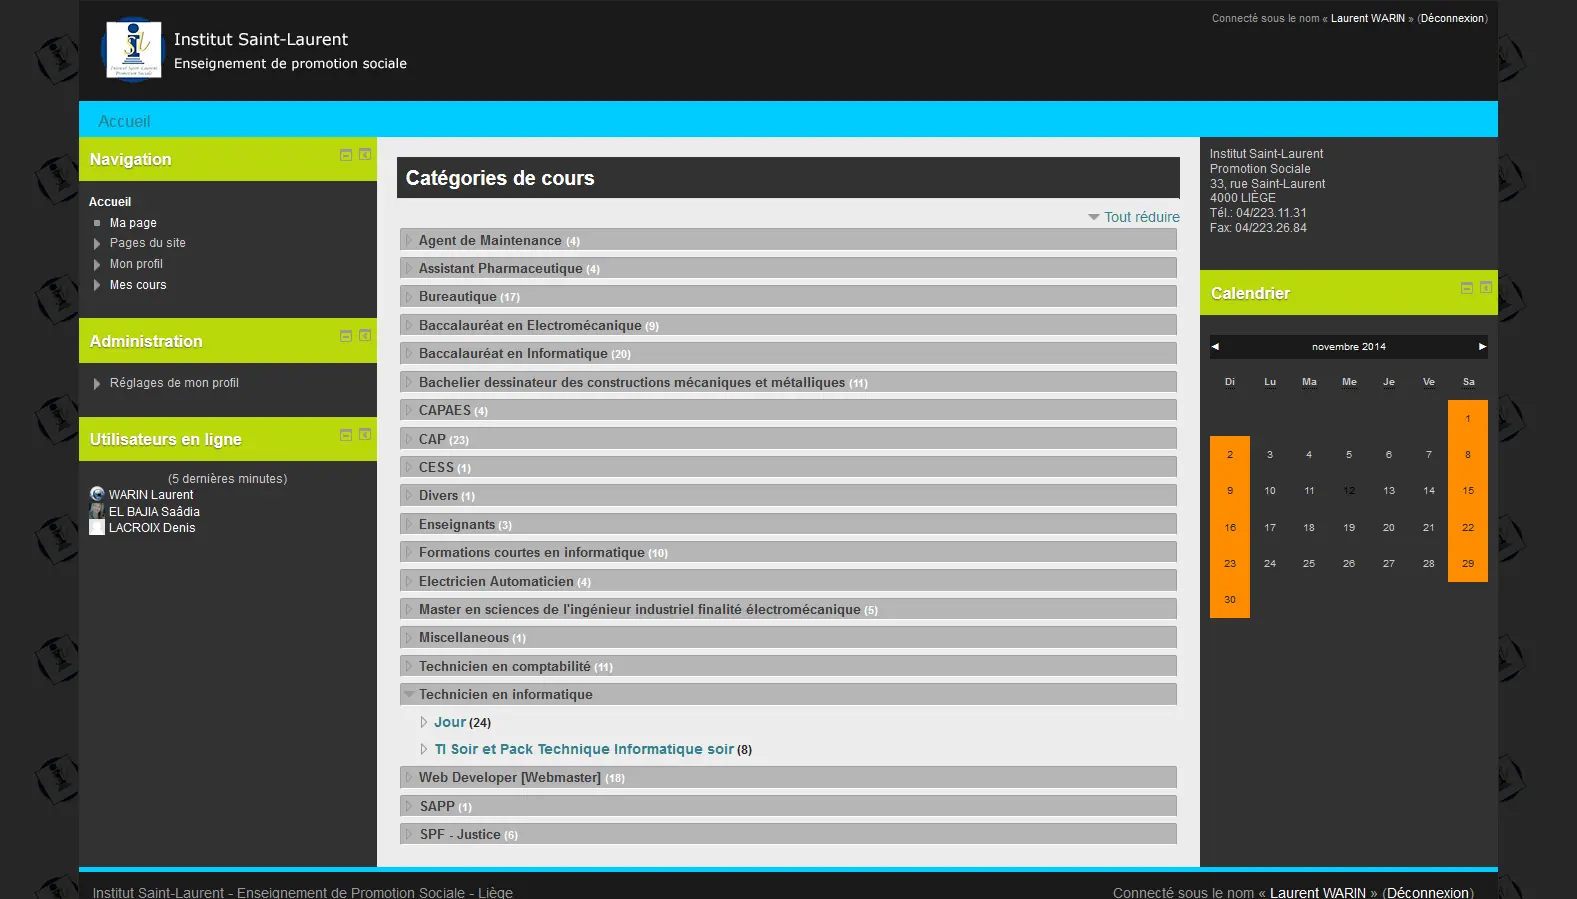 Connecté sous le nom « Laurent WARIN » (Déconnexion)
Institut Saint-Laurent
Enseignement de promotion sociale
Accueil
Navigation
Accueil
Ma page
Pages du site
Mon profil
Mes cours
Administration
Réglages de mon profil
Utilisateurs en ligne
(5 dernières minutes)
WARIN Laurent
EL BAJIA Saâdia
LACROIX Denis
Catégories de cours
Tout réduire
Agent de Maintenance (4)
Assistant Pharmaceutique (4)
Bureautique (17)
Baccalauréat en Electromécanique (9)
Baccalauréat en Informatique (20)
Bachelier dessinateur des constructions mécaniques et métalliques (11)
CAPAES (4)
CAP (23)
CESS (1)
Divers (1)
Enseignants (3)
Formations courtes en informatique (10)
Electricien Automaticien (4)
Master en sciences de l'ingénieur industriel finalité électromécanique (5)
Miscellaneous (1)
Technicien en comptabilité (11)
Technicien en informatique
Jour (24)
TI Soir et Pack Technique Informatique soir (8)
Web Developer [Webmaster] (18)
SAPP (1)
SPF - Justice (6)
Institut Saint-Laurent
Promotion Sociale
33, rue Saint-Laurent
4000 LIÈGE
Tél.: 04/223.11.31
Fax: 04/223.26.84
Calendrier
novembre 2014
Di Lu Ma Me Je Ve Sa
1
2 3 4 5 6 7 8
9 10 11 12 13 14 15
16 17 18 19 20 21 22
23 24 25 26 27 28 29
30
Institut Saint-Laurent - Enseignement de Promotion Sociale - Liège
Connecté sous le nom « Laurent WARIN » (Déconnexion)